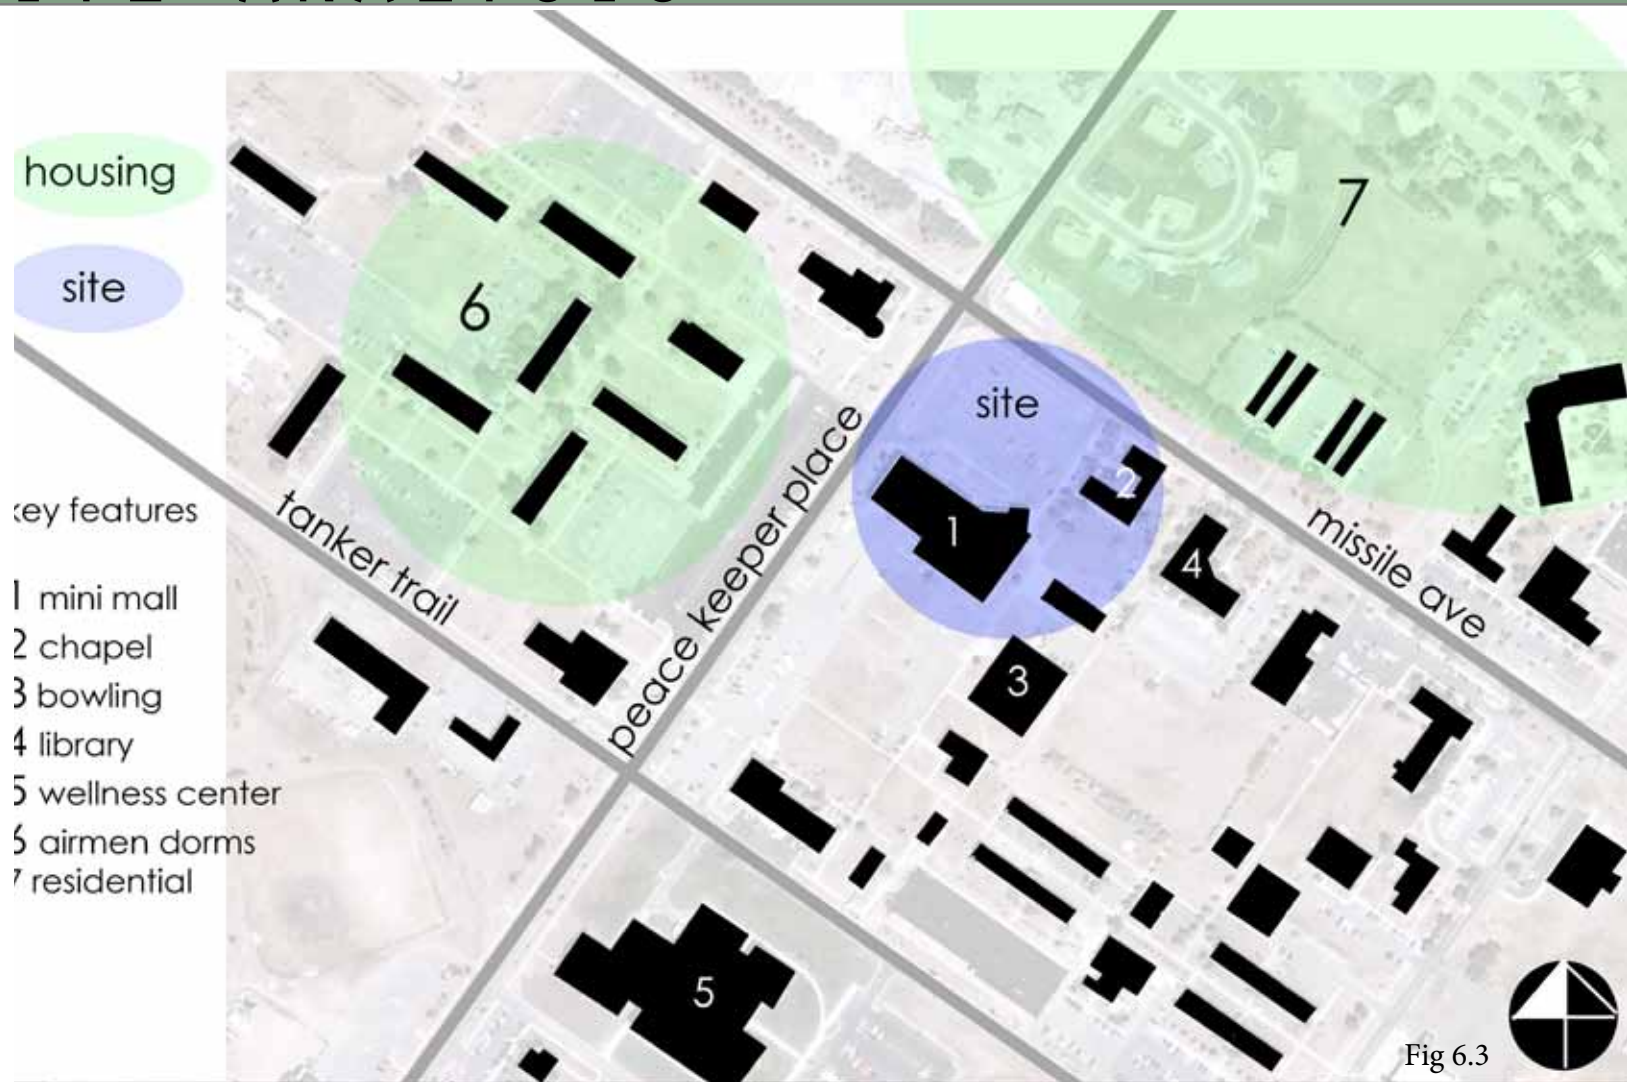 housing
site
key features
1 mini mall
2 chapel
3 bowling
4 library
5 wellness center
6 airmen dorms
7 residential
7
6
site
1
2
4
3
5
tanker trail
peace keeper place
missile ave
Fig 6.3